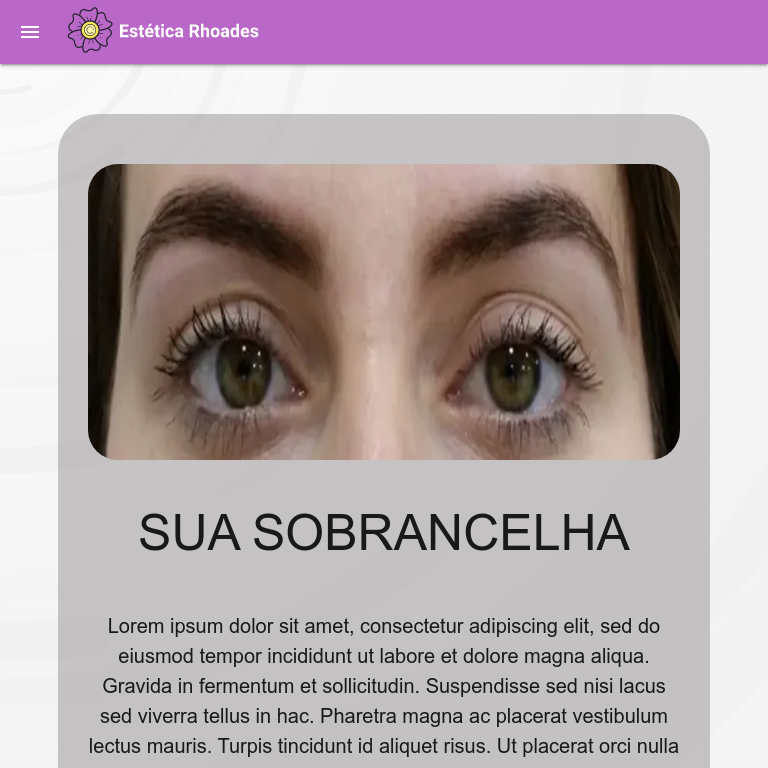 Estética Rhoades
SUA SOBRANCELHA
Lorem ipsum dolor sit amet, consectetur adipiscing elit, sed do
eiusmod tempor incididunt ut labore et dolore magna aliqua.
Gravida in fermentum et sollicitudin. Suspendisse sed nisi lacus
sed viverra tellus in hac. Pharetra magna ac placerat vestibulum
lectus mauris. Turpis tincidunt id aliquet risus. Ut placerat orci nulla